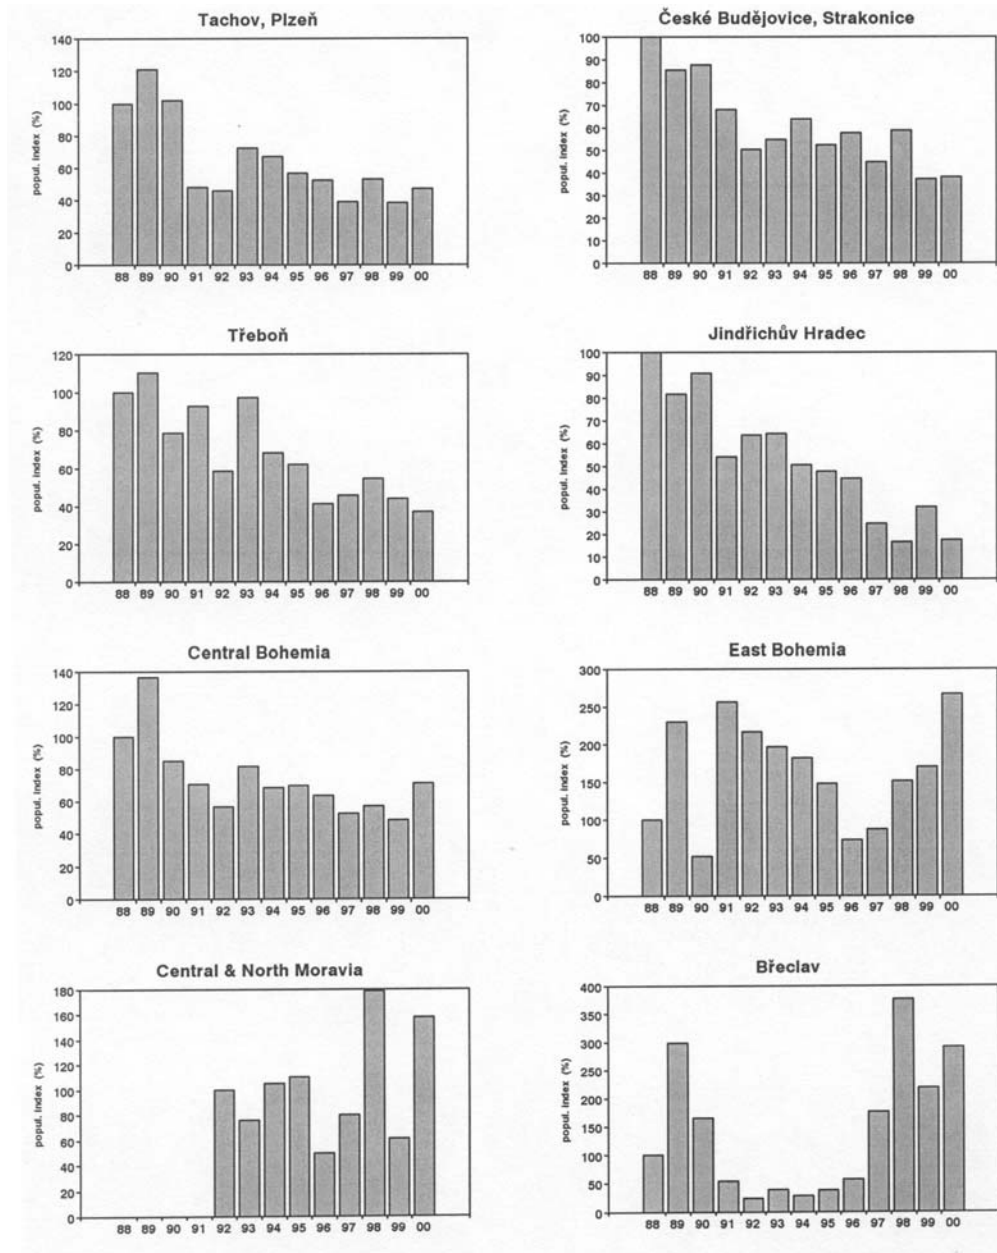 Tachov, Plzeň
popul. index (%)
140
120
100
80
60
40
20
0
88 89 90 91 92 93 94 95 96 97 98 99 00
České Budějovice, Strakonice
popul. index (%)
100
90
80
70
60
50
40
30
20
10
0
88 89 90 91 92 93 94 95 96 97 98 99 00
Třeboň
popul. index (%)
120
100
80
60
40
20
0
88 89 90 91 92 93 94 95 96 97 98 99 00
Jindřichův Hradec
popul. index (%)
100
90
80
70
60
50
40
30
20
10
0
88 89 90 91 92 93 94 95 96 97 98 99 00
Central Bohemia
popul. index (%)
140
120
100
80
60
40
20
0
88 89 90 91 92 93 94 95 96 97 98 99 00
East Bohemia
popul. index (%)
300
250
200
150
100
50
0
88 89 90 91 92 93 94 95 96 97 98 99 00
Central & North Moravia
popul. index (%)
180
160
140
120
100
80
60
40
20
0
88 89 90 91 92 93 94 95 96 97 98 99 00
Břeclav
popul. index (%)
400
350
300
250
200
150
100
50
0
88 89 90 91 92 93 94 95 96 97 98 99 00